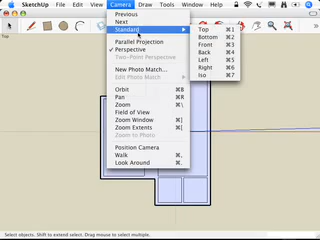 SketchUp File Edit View Camera Draw Tools Window
Top
Previous
Next
Standard
Parallel Projection
✓ Perspective
Two-Point Perspective
New Photo Match...
Edit Photo Match
Orbit ⌘B
Pan ⌘R
Zoom ⌘\
Field of View
Zoom Window ⌘]
Zoom Extents ⌘[
Zoom to Photo
Position Camera
Walk ⌘,
Look Around ⌘.
Top ⌘1
Bottom ⌘2
Front ⌘3
Back ⌘4
Left ⌘5
Right ⌘6
Iso ⌘7
Select objects. Shift to extend select. Drag mouse to select multiple.